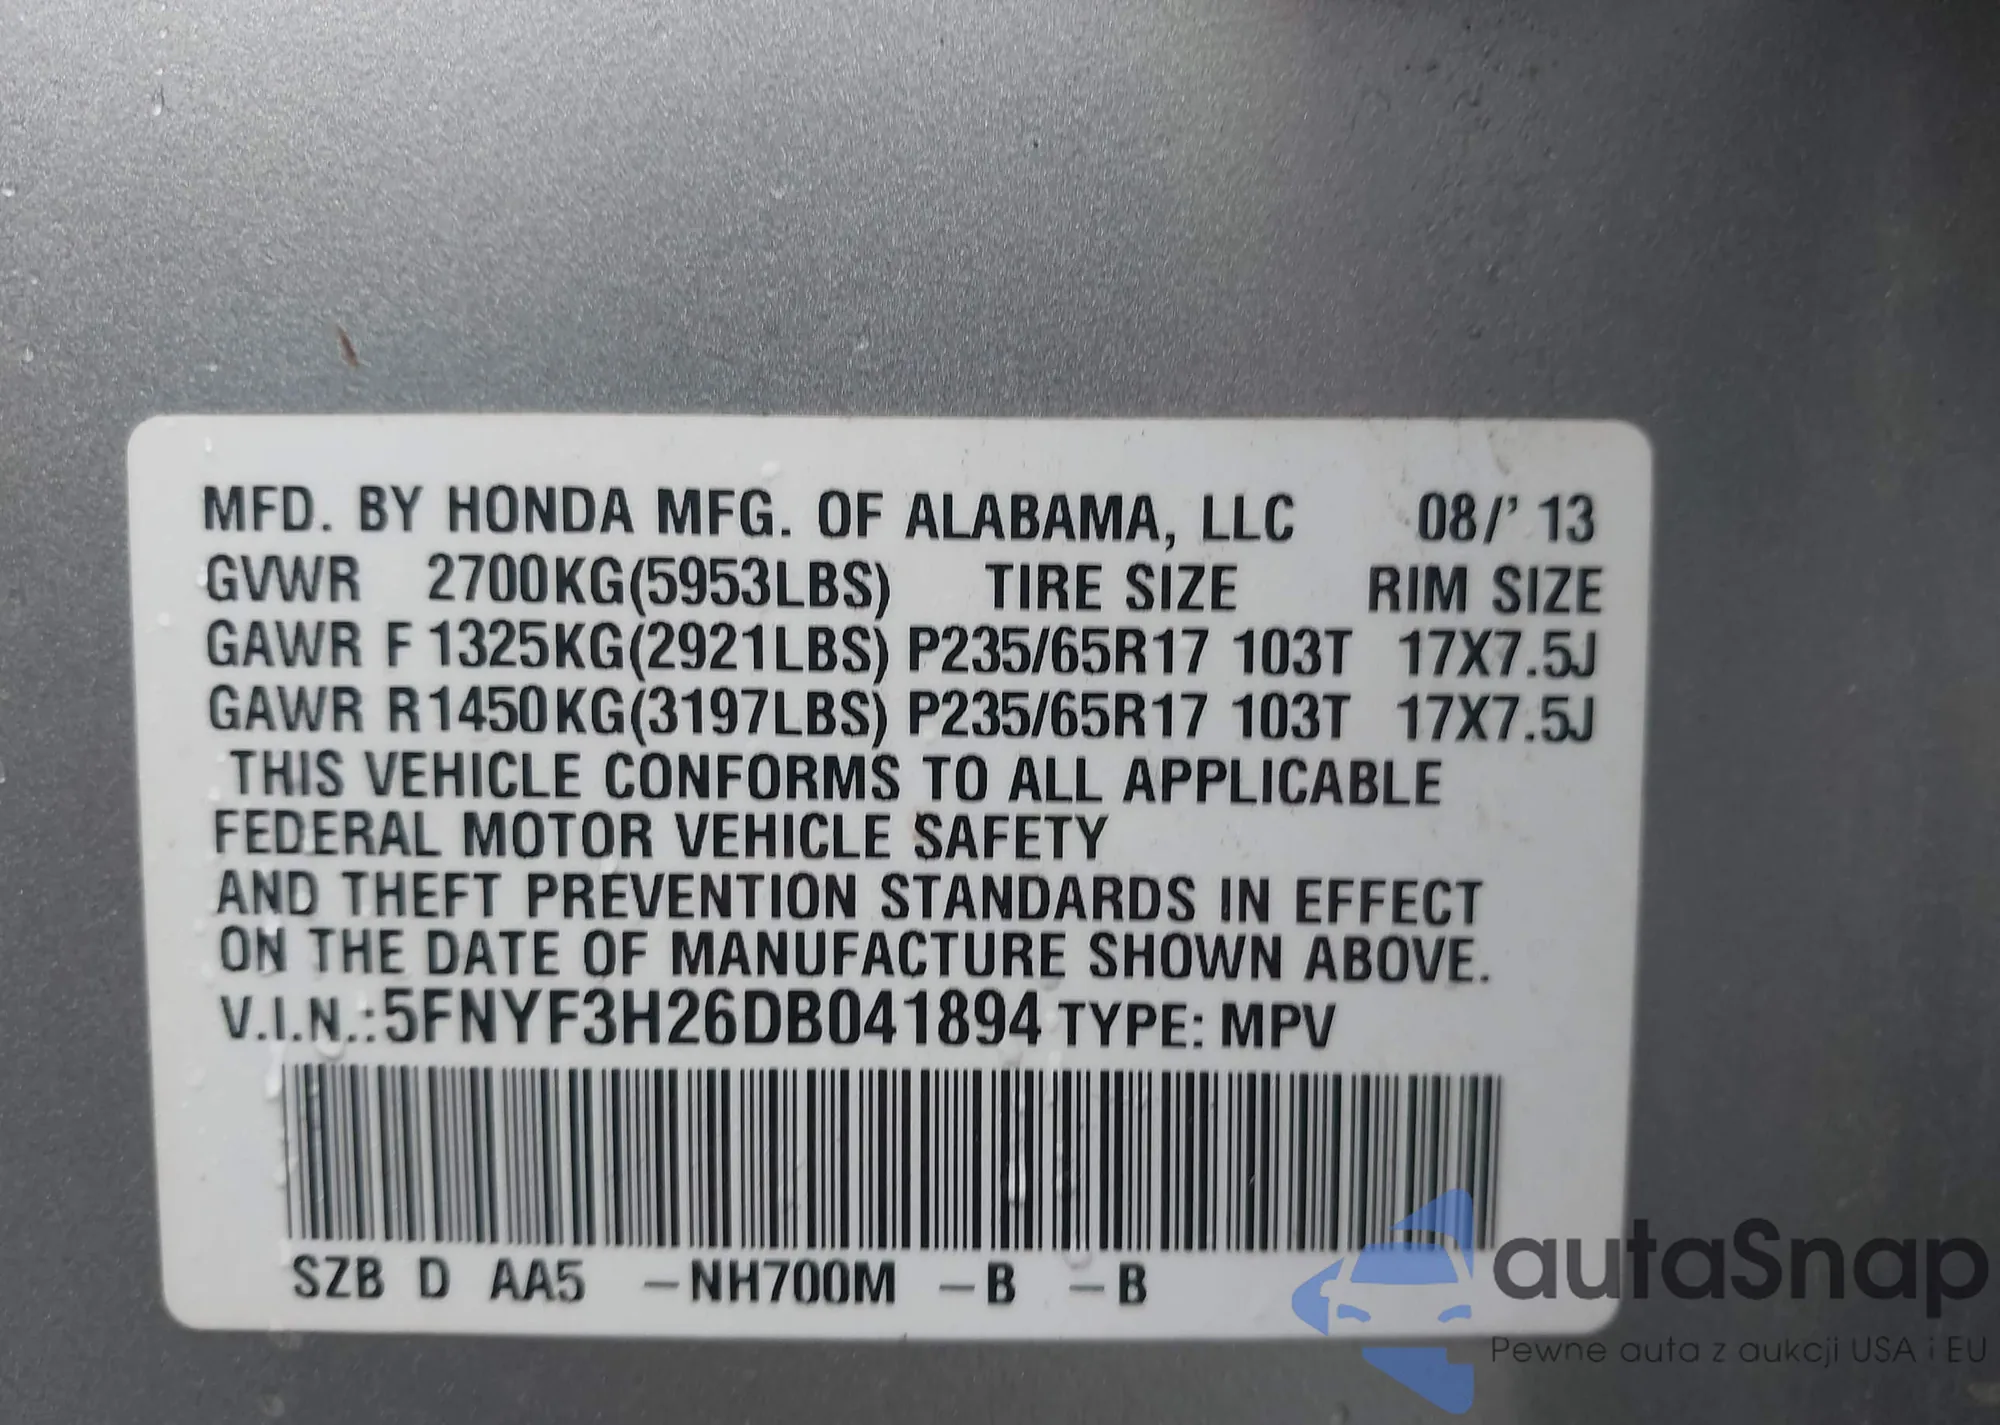 MFD. BY HONDA MFG. OF ALABAMA, LLC 08/' 13
GVWR 2700KG(5953LBS) TIRE SIZE RIM SIZE
GAWR F 1325KG(2921LBS) P235/65R17 103T 17X7.5J
GAWR R1450KG(3197LBS) P235/65R17 103T 17X7.5J
THIS VEHICLE CONFORMS TO ALL APPLICABLE
FEDERAL MOTOR VEHICLE SAFETY
AND THEFT PREVENTION STANDARDS IN EFFECT
ON THE DATE OF MANUFACTURE SHOWN ABOVE.
V.I.N.:5FNYF3H26DB041894 TYPE: MPV
SZB D AA5 -NH700M -B -B
autaSnap
Pewne auta z aukcji USA i EU